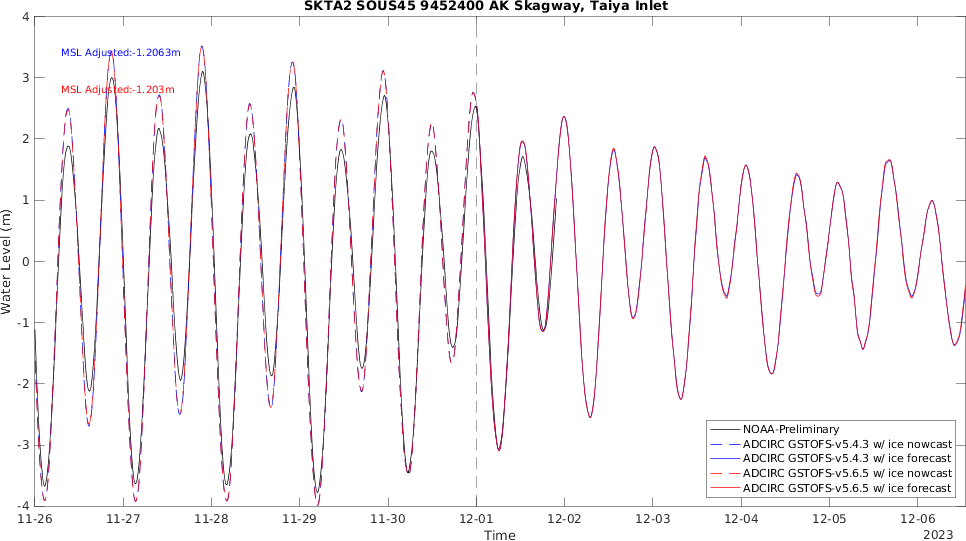 SKTA2 SOUS45 9452400 AK Skagway, Taiya Inlet
MSL Adjusted:-1.2063m
MSL Adjusted:-1.203m
Water Level (m)
4
3
2
1
0
-1
-2
-3
-4
NOAA-Preliminary
ADCIRC GSTOFS-v5.4.3 w/ ice nowcast
ADCIRC GSTOFS-v5.4.3 w/ ice forecast
ADCIRC GSTOFS-v5.6.5 w/ ice nowcast
ADCIRC GSTOFS-v5.6.5 w/ ice forecast
11-26 11-27 11-28 11-29 11-30 12-01 12-02 12-03 12-04 12-05 12-06
Time
2023